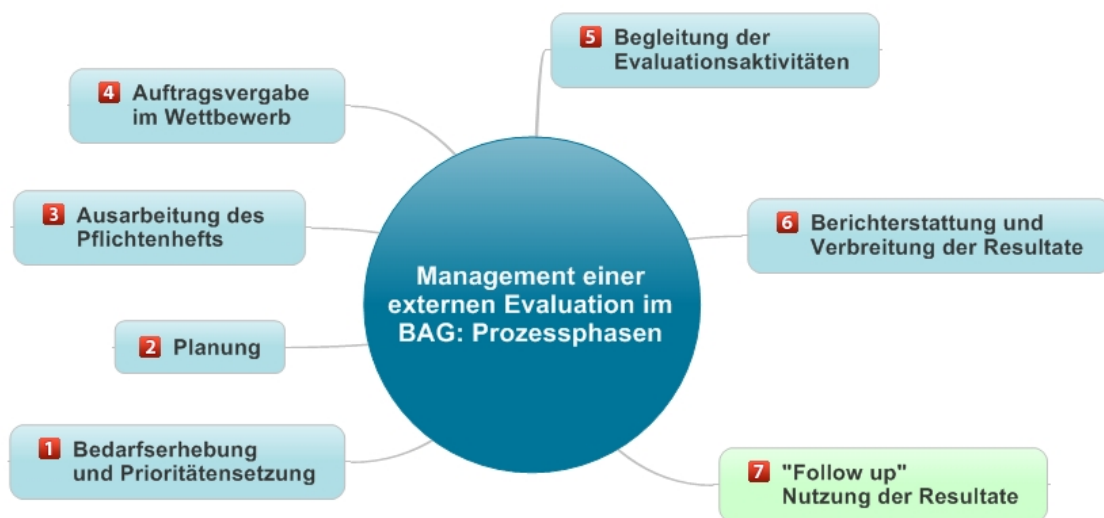 5 Begleitung der
Evaluationsaktivitäten
4 Auftragsvergabe
im Wettbewerb
3 Ausarbeitung des
Pflichtenhefts
6 Berichterstattung und
Verbreitung der Resultate
Management einer
externen Evaluation im
BAG: Prozessphasen
2 Planung
1 Bedarfserhebung
und Prioritätensetzung
7 "Follow up"
Nutzung der Resultate